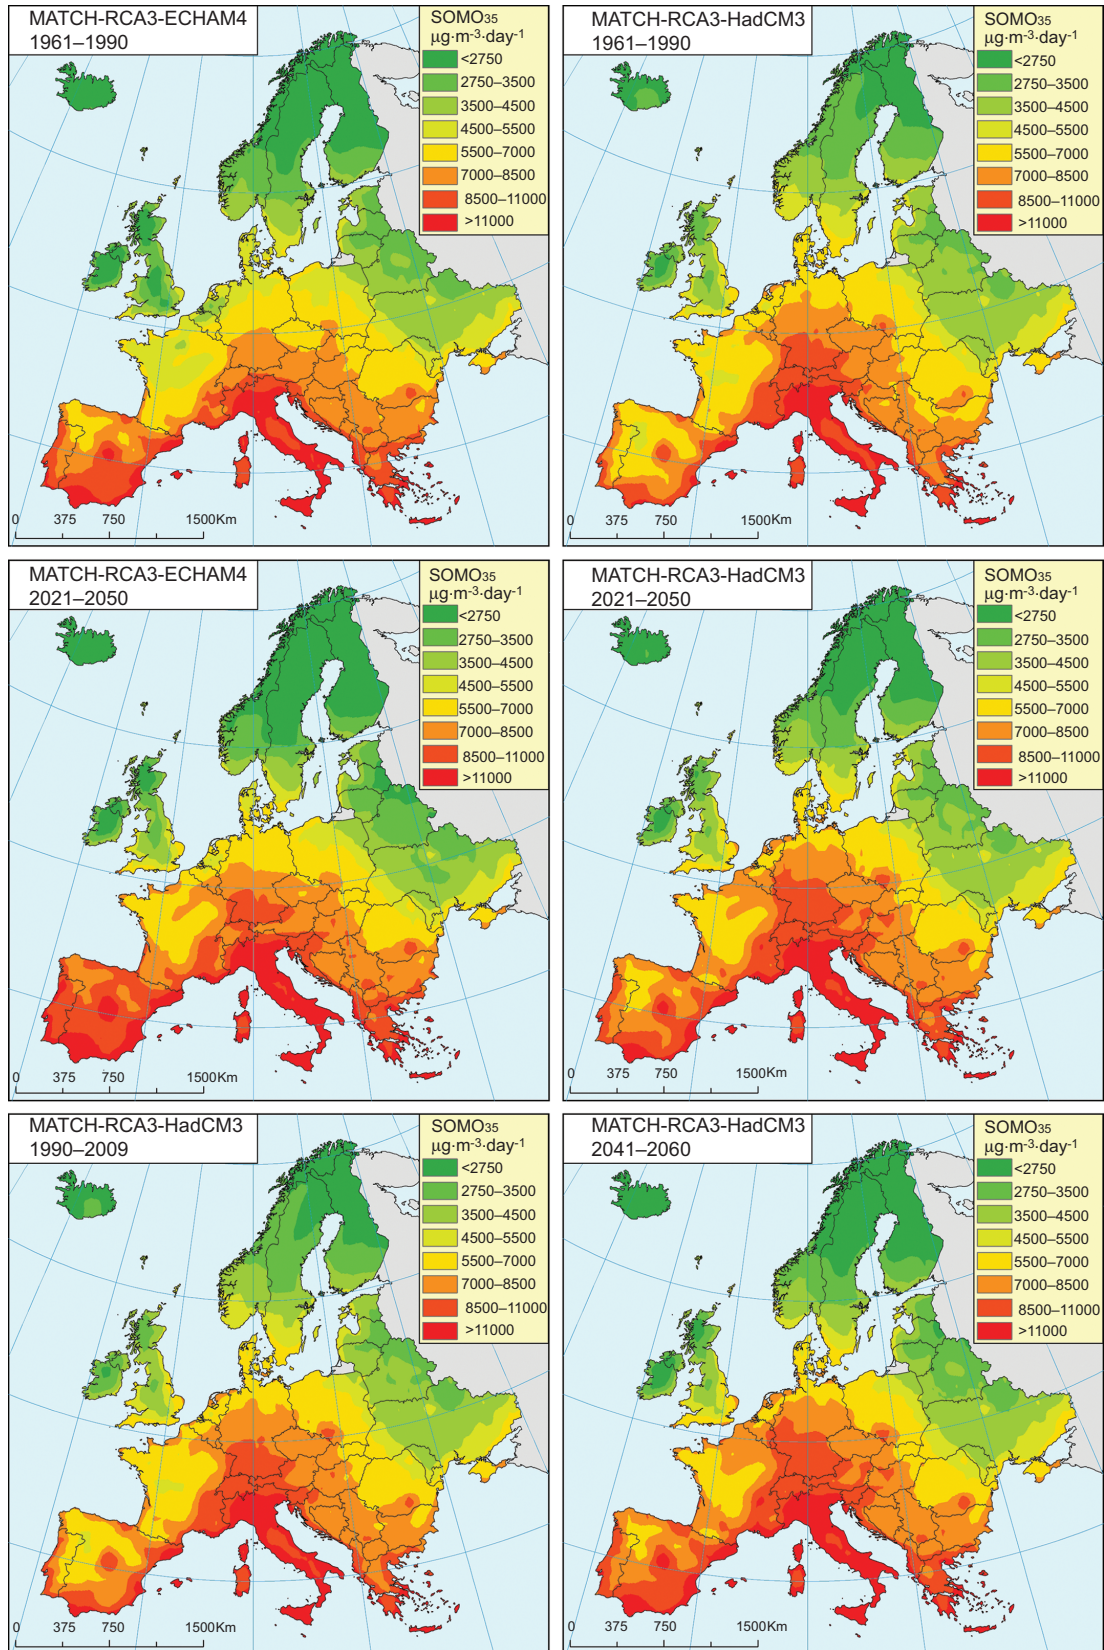 MATCH-RCA3-ECHAM4
1961–1990
SOMO35
µg·m-3·day-1
<2750
2750–3500
3500–4500
4500–5500
5500–7000
7000–8500
8500–11000
>11000
0 375 750 1500Km
MATCH-RCA3-HadCM3
1961–1990
SOMO35
µg·m-3·day-1
<2750
2750–3500
3500–4500
4500–5500
5500–7000
7000–8500
8500–11000
>11000
0 375 750 1500Km
MATCH-RCA3-ECHAM4
2021–2050
SOMO35
µg·m-3·day-1
<2750
2750–3500
3500–4500
4500–5500
5500–7000
7000–8500
8500–11000
>11000
0 375 750 1500Km
MATCH-RCA3-HadCM3
2021–2050
SOMO35
µg·m-3·day-1
<2750
2750–3500
3500–4500
4500–5500
5500–7000
7000–8500
8500–11000
>11000
0 375 750 1500Km
MATCH-RCA3-HadCM3
1990–2009
SOMO35
µg·m-3·day-1
<2750
2750–3500
3500–4500
4500–5500
5500–7000
7000–8500
8500–11000
>11000
0 375 750 1500Km
MATCH-RCA3-HadCM3
2041–2060
SOMO35
µg·m-3·day-1
<2750
2750–3500
3500–4500
4500–5500
5500–7000
7000–8500
8500–11000
>11000
0 375 750 1500Km